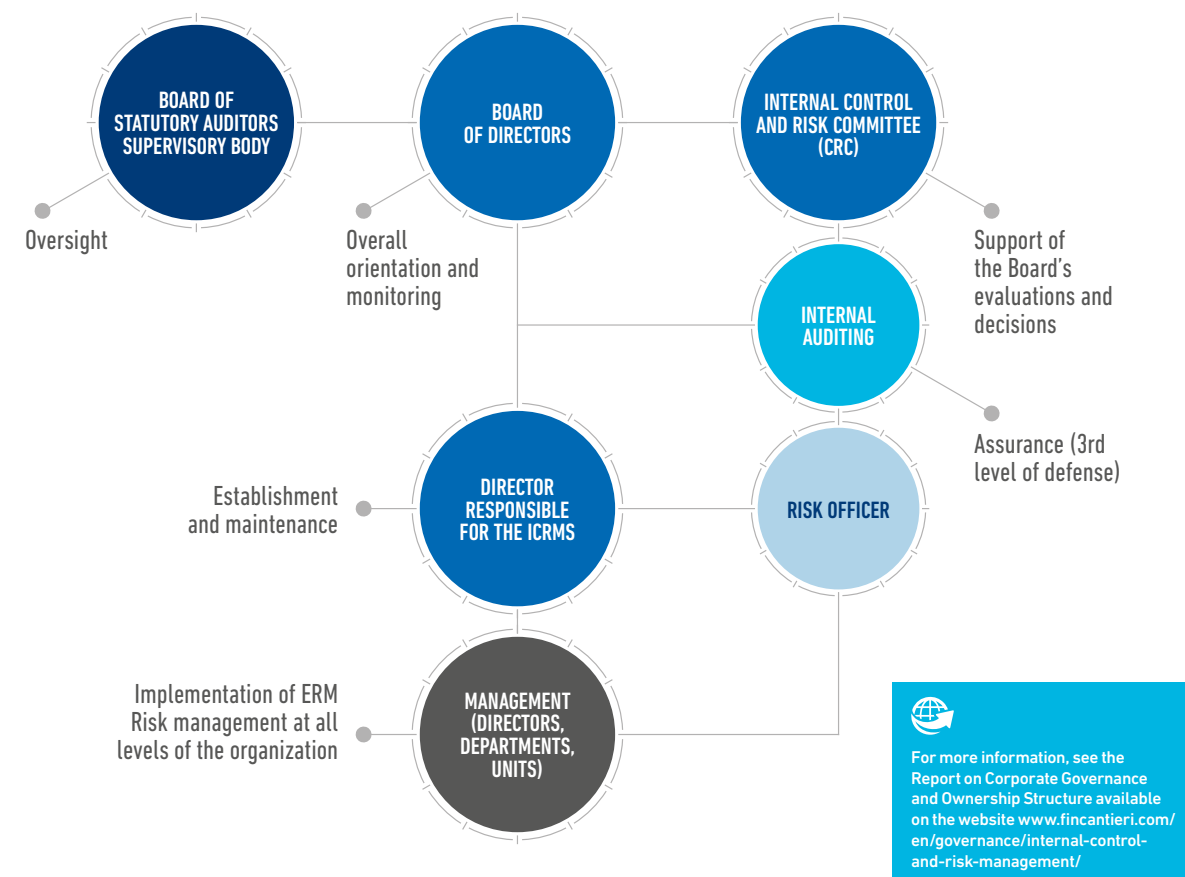 BOARD OF
STATUTORY AUDITORS
SUPERVISORY BODY
BOARD
OF DIRECTORS
INTERNAL CONTROL
AND RISK COMMITTEE
(CRC)
Oversight
Overall
orientation and
monitoring
Support of
the Board's
evaluations and
decisions
INTERNAL
AUDITING
Assurance (3rd
level of defense)
Establishment
and maintenance
DIRECTOR
RESPONSIBLE
FOR THE ICRMS
RISK OFFICER
Implementation of ERM
Risk management at all
levels of the organization
MANAGEMENT
(DIRECTORS,
DEPARTMENTS,
UNITS)
For more information, see the
Report on Corporate Governance
and Ownership Structure available
on the website www.fincantieri.com/
en/governance/internal-control-
and-risk-management/